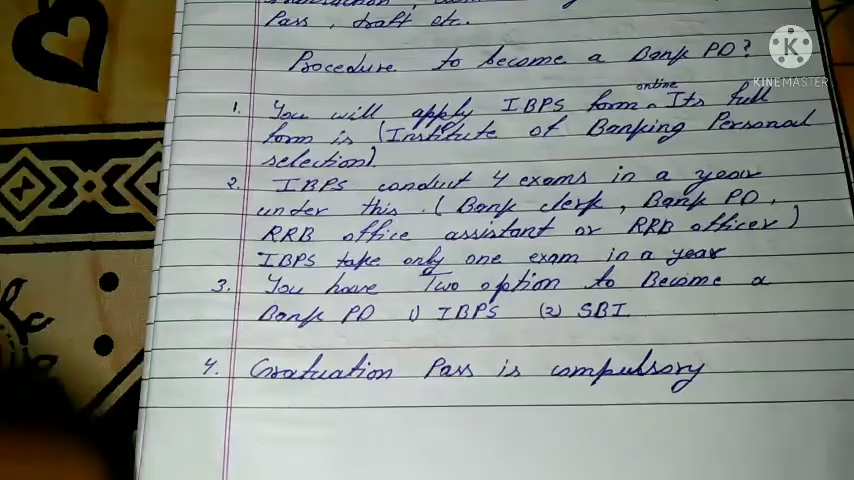 Pass, draft etc.
Procedure to become a Bank PO?
1. You will apply IBPS form online. Its full
form is (Institute of Banking Personal
selection).
2. IBPS conduct 4 exams in a year
under this. (Bank clerk, Bank PO,
RRB office assistant or RRB officer)
IBPS take only one exam in a year
3. You have Two option to Become a
Bank PO 1) IBPS (2) SBI
4. Gratuation Pass is compulsory
K
KINEMASTER